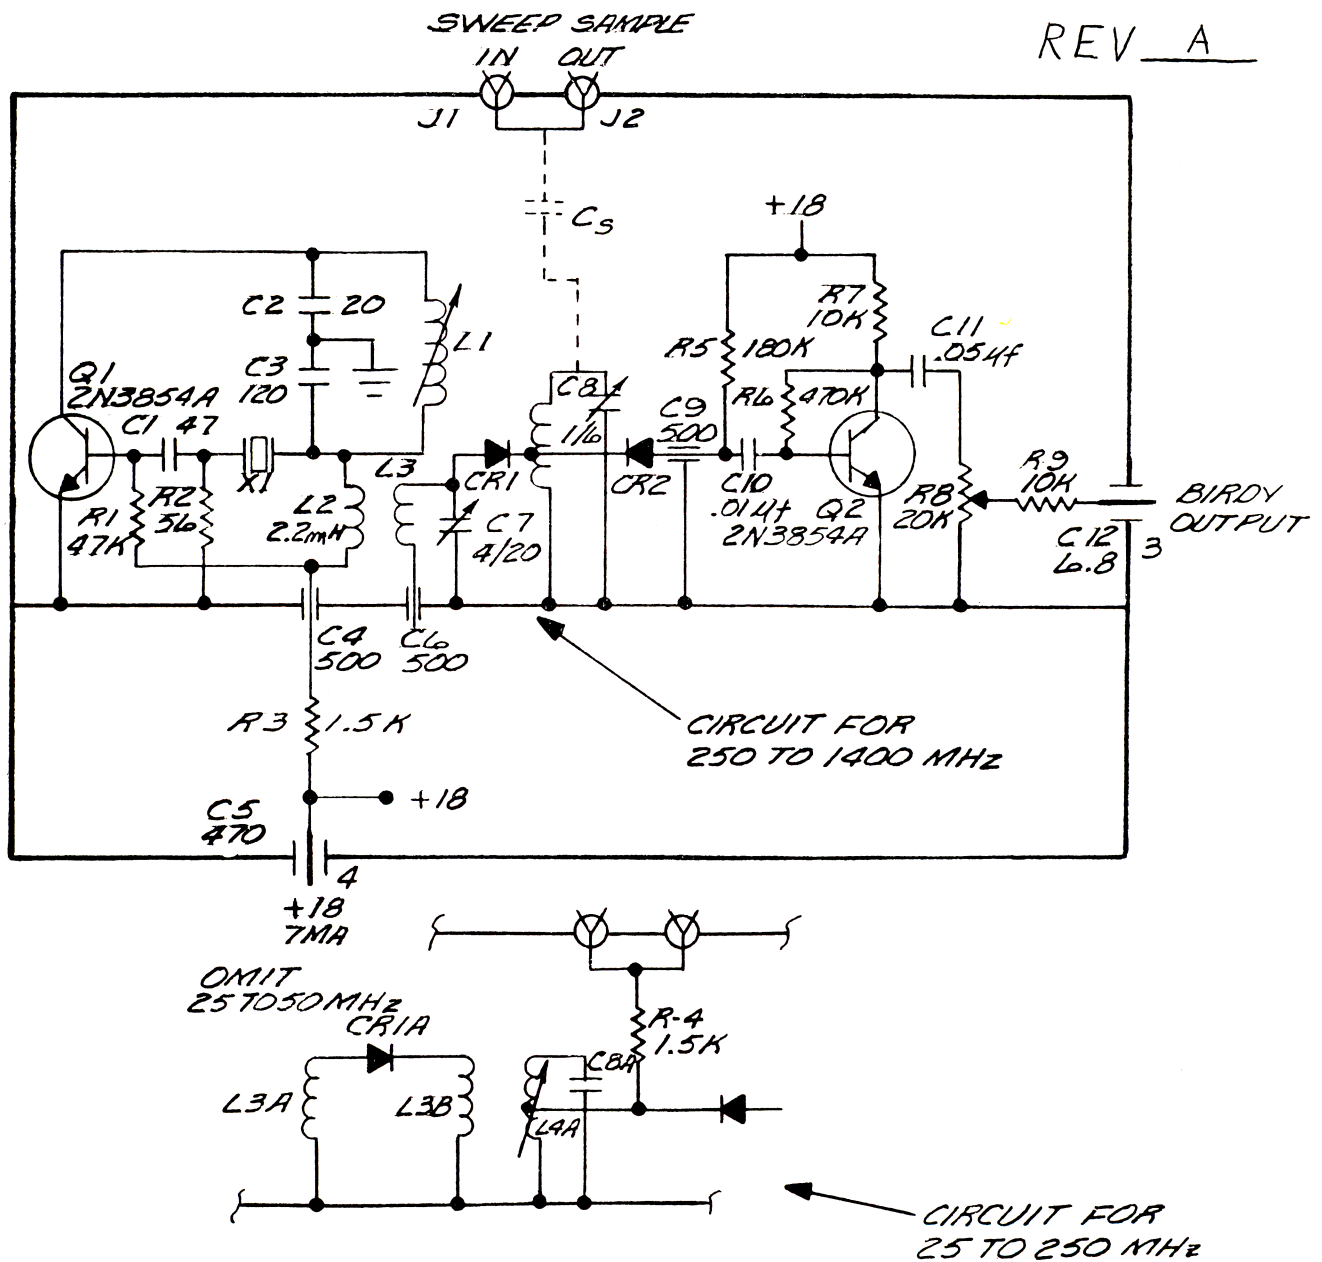 SWEEP SAMPLE
IN OUT
REV A
J1 J2
Cs
+18
C2 20
L1
R7
10K
C11
.05μf
R5 180K
C3
120
Q1
2N3854A
C1 47
C8
1/6
R6 470K
C9
500
X1
L3
CR1
CR2
C10
.01μf
Q2
2N3854A
R8
20K
R9
10K
BIRDY
OUTPUT
R1
47K
R2
56
L2
2.2mH
C7
4/20
C12
6.8
3
C4
500
C6
500
R3 1.5K
CIRCUIT FOR
250 TO 1400 MHz
+18
C5
470
4
+18
7MA
OMIT
25 TO 50 MHz
CR1A
R-4
1.5K
C8A
L3A
L3B
L4A
CIRCUIT FOR
25 TO 250 MHz